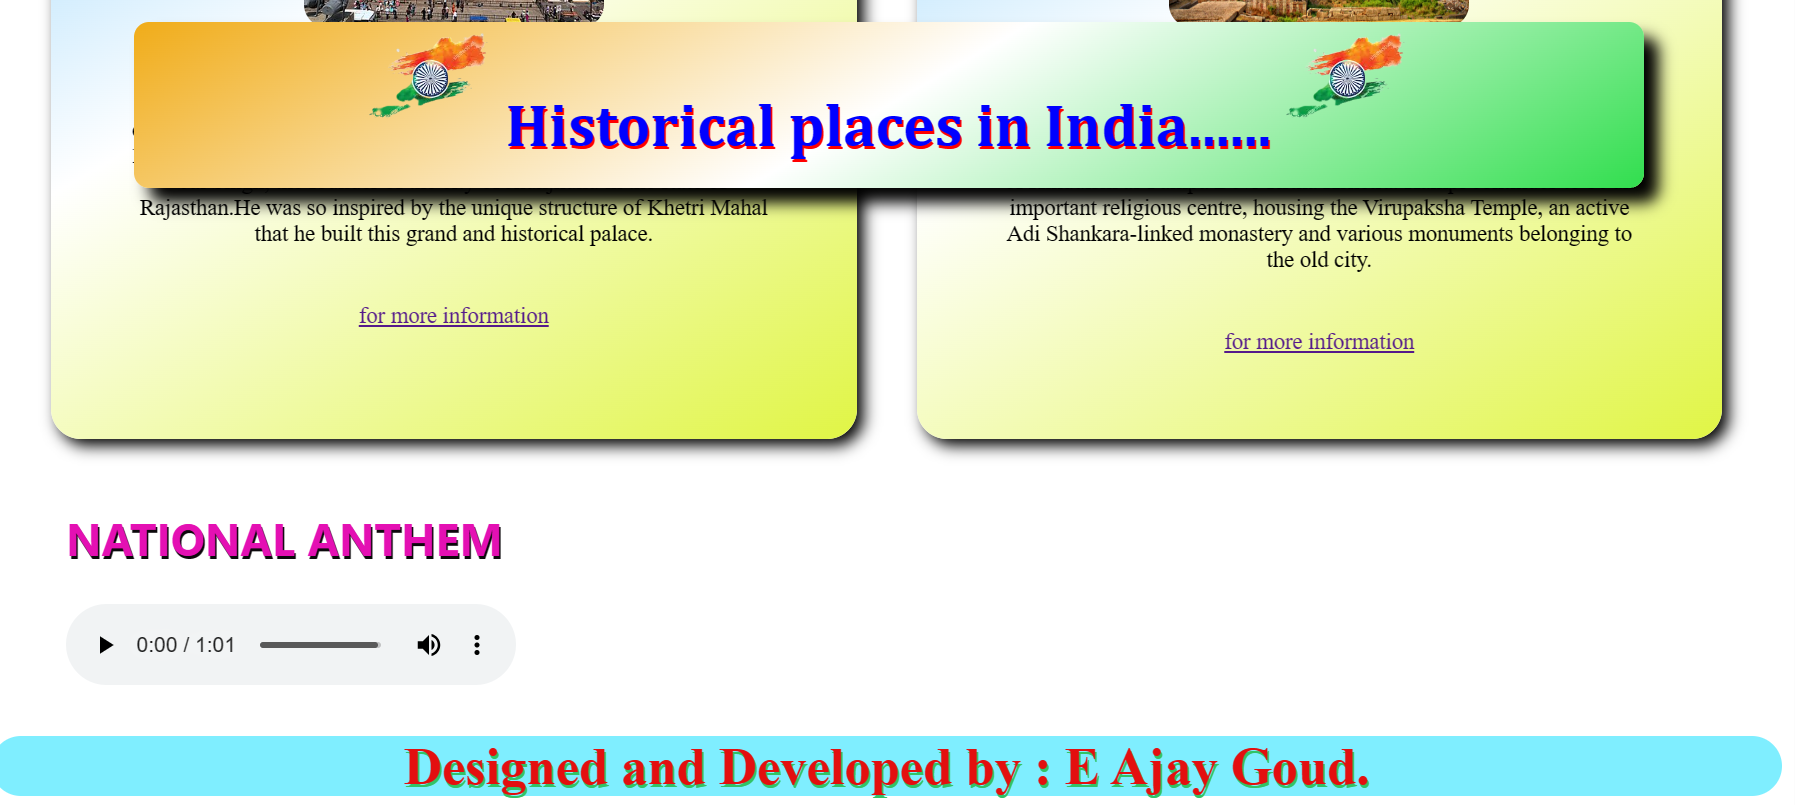 Historical places in India......
Rajasthan.He was so inspired by the unique structure of Khetri Mahal
that he built this grand and historical palace.
for more information
important religious centre, housing the Virupaksha Temple, an active
Adi Shankara-linked monastery and various monuments belonging to
the old city.
for more information
NATIONAL ANTHEM
0:00 / 1:01
Designed and Developed by : E Ajay Goud.